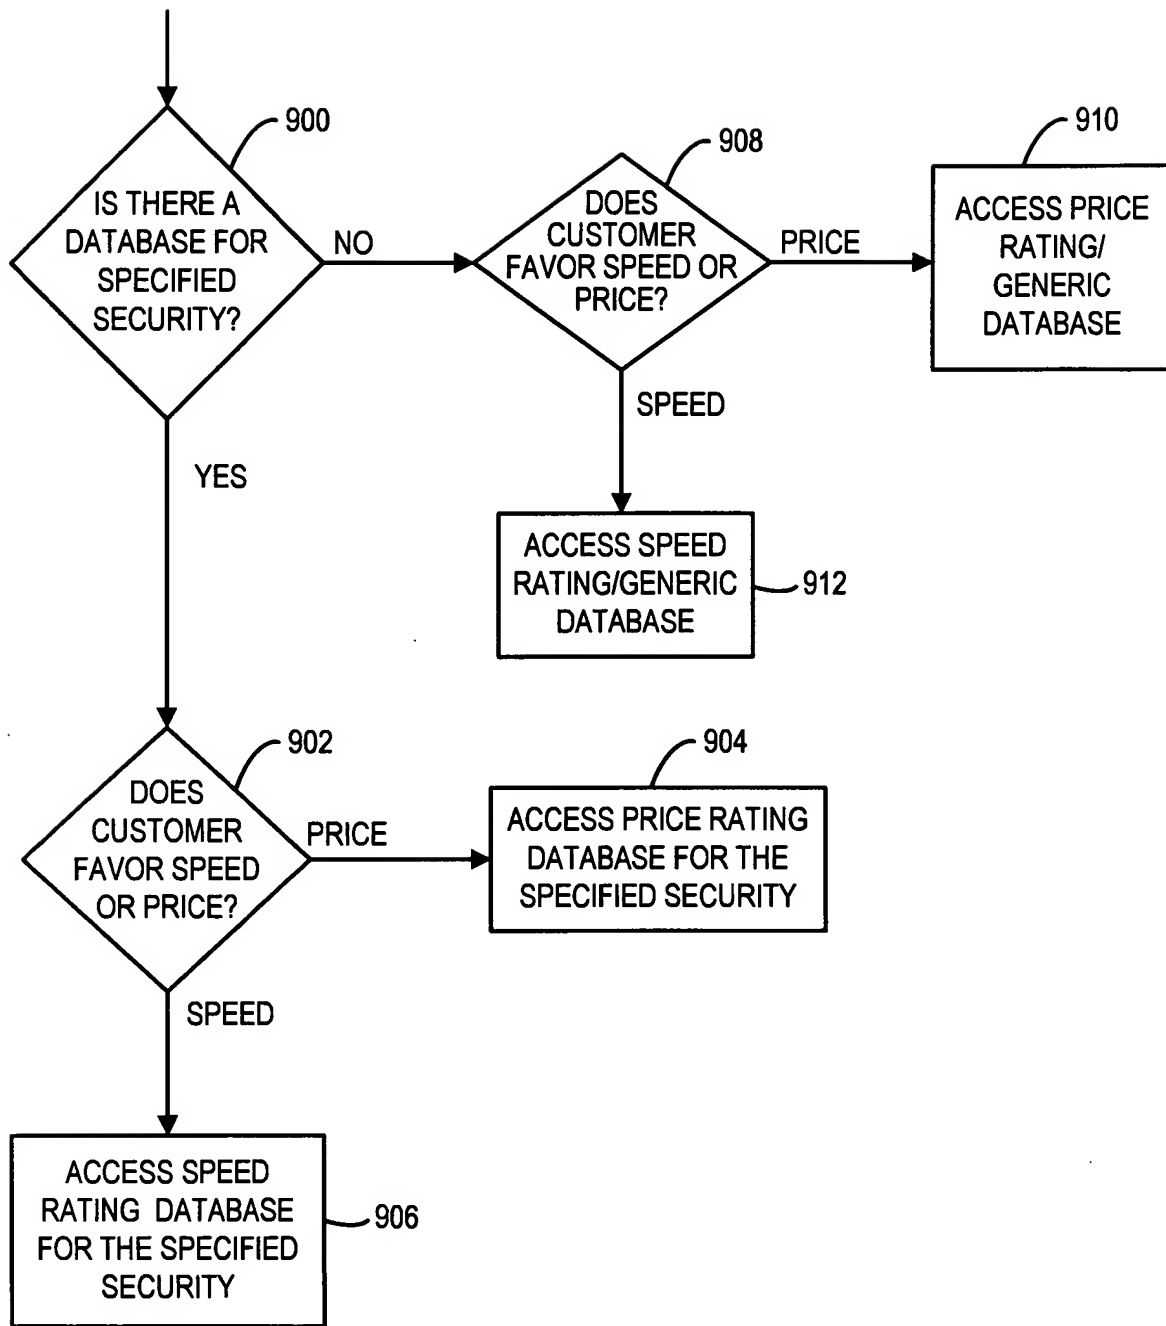 900
IS THERE A
DATABASE FOR
SPECIFIED
SECURITY?
NO
908
DOES
CUSTOMER
FAVOR SPEED OR
PRICE?
PRICE
910
ACCESS PRICE
RATING/
GENERIC
DATABASE
SPEED
ACCESS SPEED
RATING/GENERIC
DATABASE
912
YES
902
DOES
CUSTOMER
FAVOR SPEED
OR PRICE?
PRICE
904
ACCESS PRICE RATING
DATABASE FOR THE
SPECIFIED SECURITY
SPEED
ACCESS SPEED
RATING DATABASE
FOR THE SPECIFIED
SECURITY
906